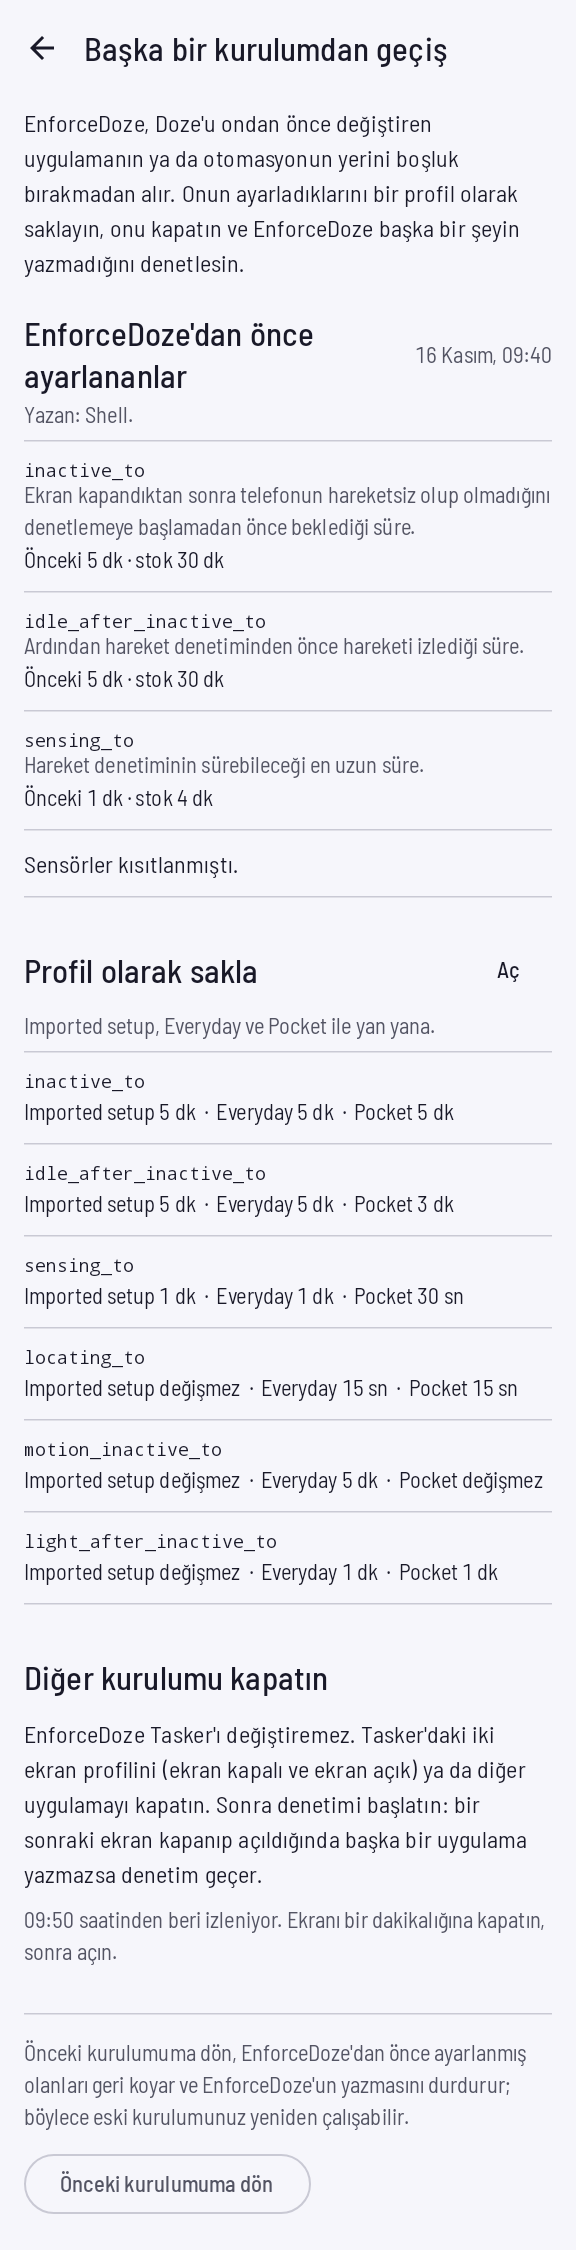 Başka bir kurulumdan geçiş
EnforceDoze, Doze'u ondan önce değiştiren
uygulamanın ya da otomasyonun yerini boşluk
bırakmadan alır. Onun ayarladıklarını bir profil olarak
saklayın, onu kapatın ve EnforceDoze başka bir şeyin
yazmadığını denetlesin.
EnforceDoze'dan önce
ayarlananlar
16 Kasım, 09:40
Yazan: Shell.
inactive_to
Ekran kapandıktan sonra telefonun hareketsiz olup olmadığını
denetlemeye başlamadan önce beklediği süre.
Önceki 5 dk · stok 30 dk
idle_after_inactive_to
Ardından hareket denetiminden önce hareketi izlediği süre.
Önceki 5 dk · stok 30 dk
sensing_to
Hareket denetiminin sürebileceği en uzun süre.
Önceki 1 dk · stok 4 dk
Sensörler kısıtlanmıştı.
Profil olarak sakla
Aç
Imported setup, Everyday ve Pocket ile yan yana.
inactive_to
Imported setup 5 dk · Everyday 5 dk · Pocket 5 dk
idle_after_inactive_to
Imported setup 5 dk · Everyday 5 dk · Pocket 3 dk
sensing_to
Imported setup 1 dk · Everyday 1 dk · Pocket 30 sn
locating_to
Imported setup değişmez · Everyday 15 sn · Pocket 15 sn
motion_inactive_to
Imported setup değişmez · Everyday 5 dk · Pocket değişmez
light_after_inactive_to
Imported setup değişmez · Everyday 1 dk · Pocket 1 dk
Diğer kurulumu kapatın
EnforceDoze Tasker'ı değiştiremez. Tasker'daki iki
ekran profilini (ekran kapalı ve ekran açık) ya da diğer
uygulamayı kapatın. Sonra denetimi başlatın: bir
sonraki ekran kapanıp açıldığında başka bir uygulama
yazmazsa denetim geçer.
09:50 saatinden beri izleniyor. Ekranı bir dakikalığına kapatın,
sonra açın.
Önceki kurulumuma dön, EnforceDoze'dan önce ayarlanmış
olanları geri koyar ve EnforceDoze'un yazmasını durdurur;
böylece eski kurulumunuz yeniden çalışabilir.
Önceki kurulumuma dön